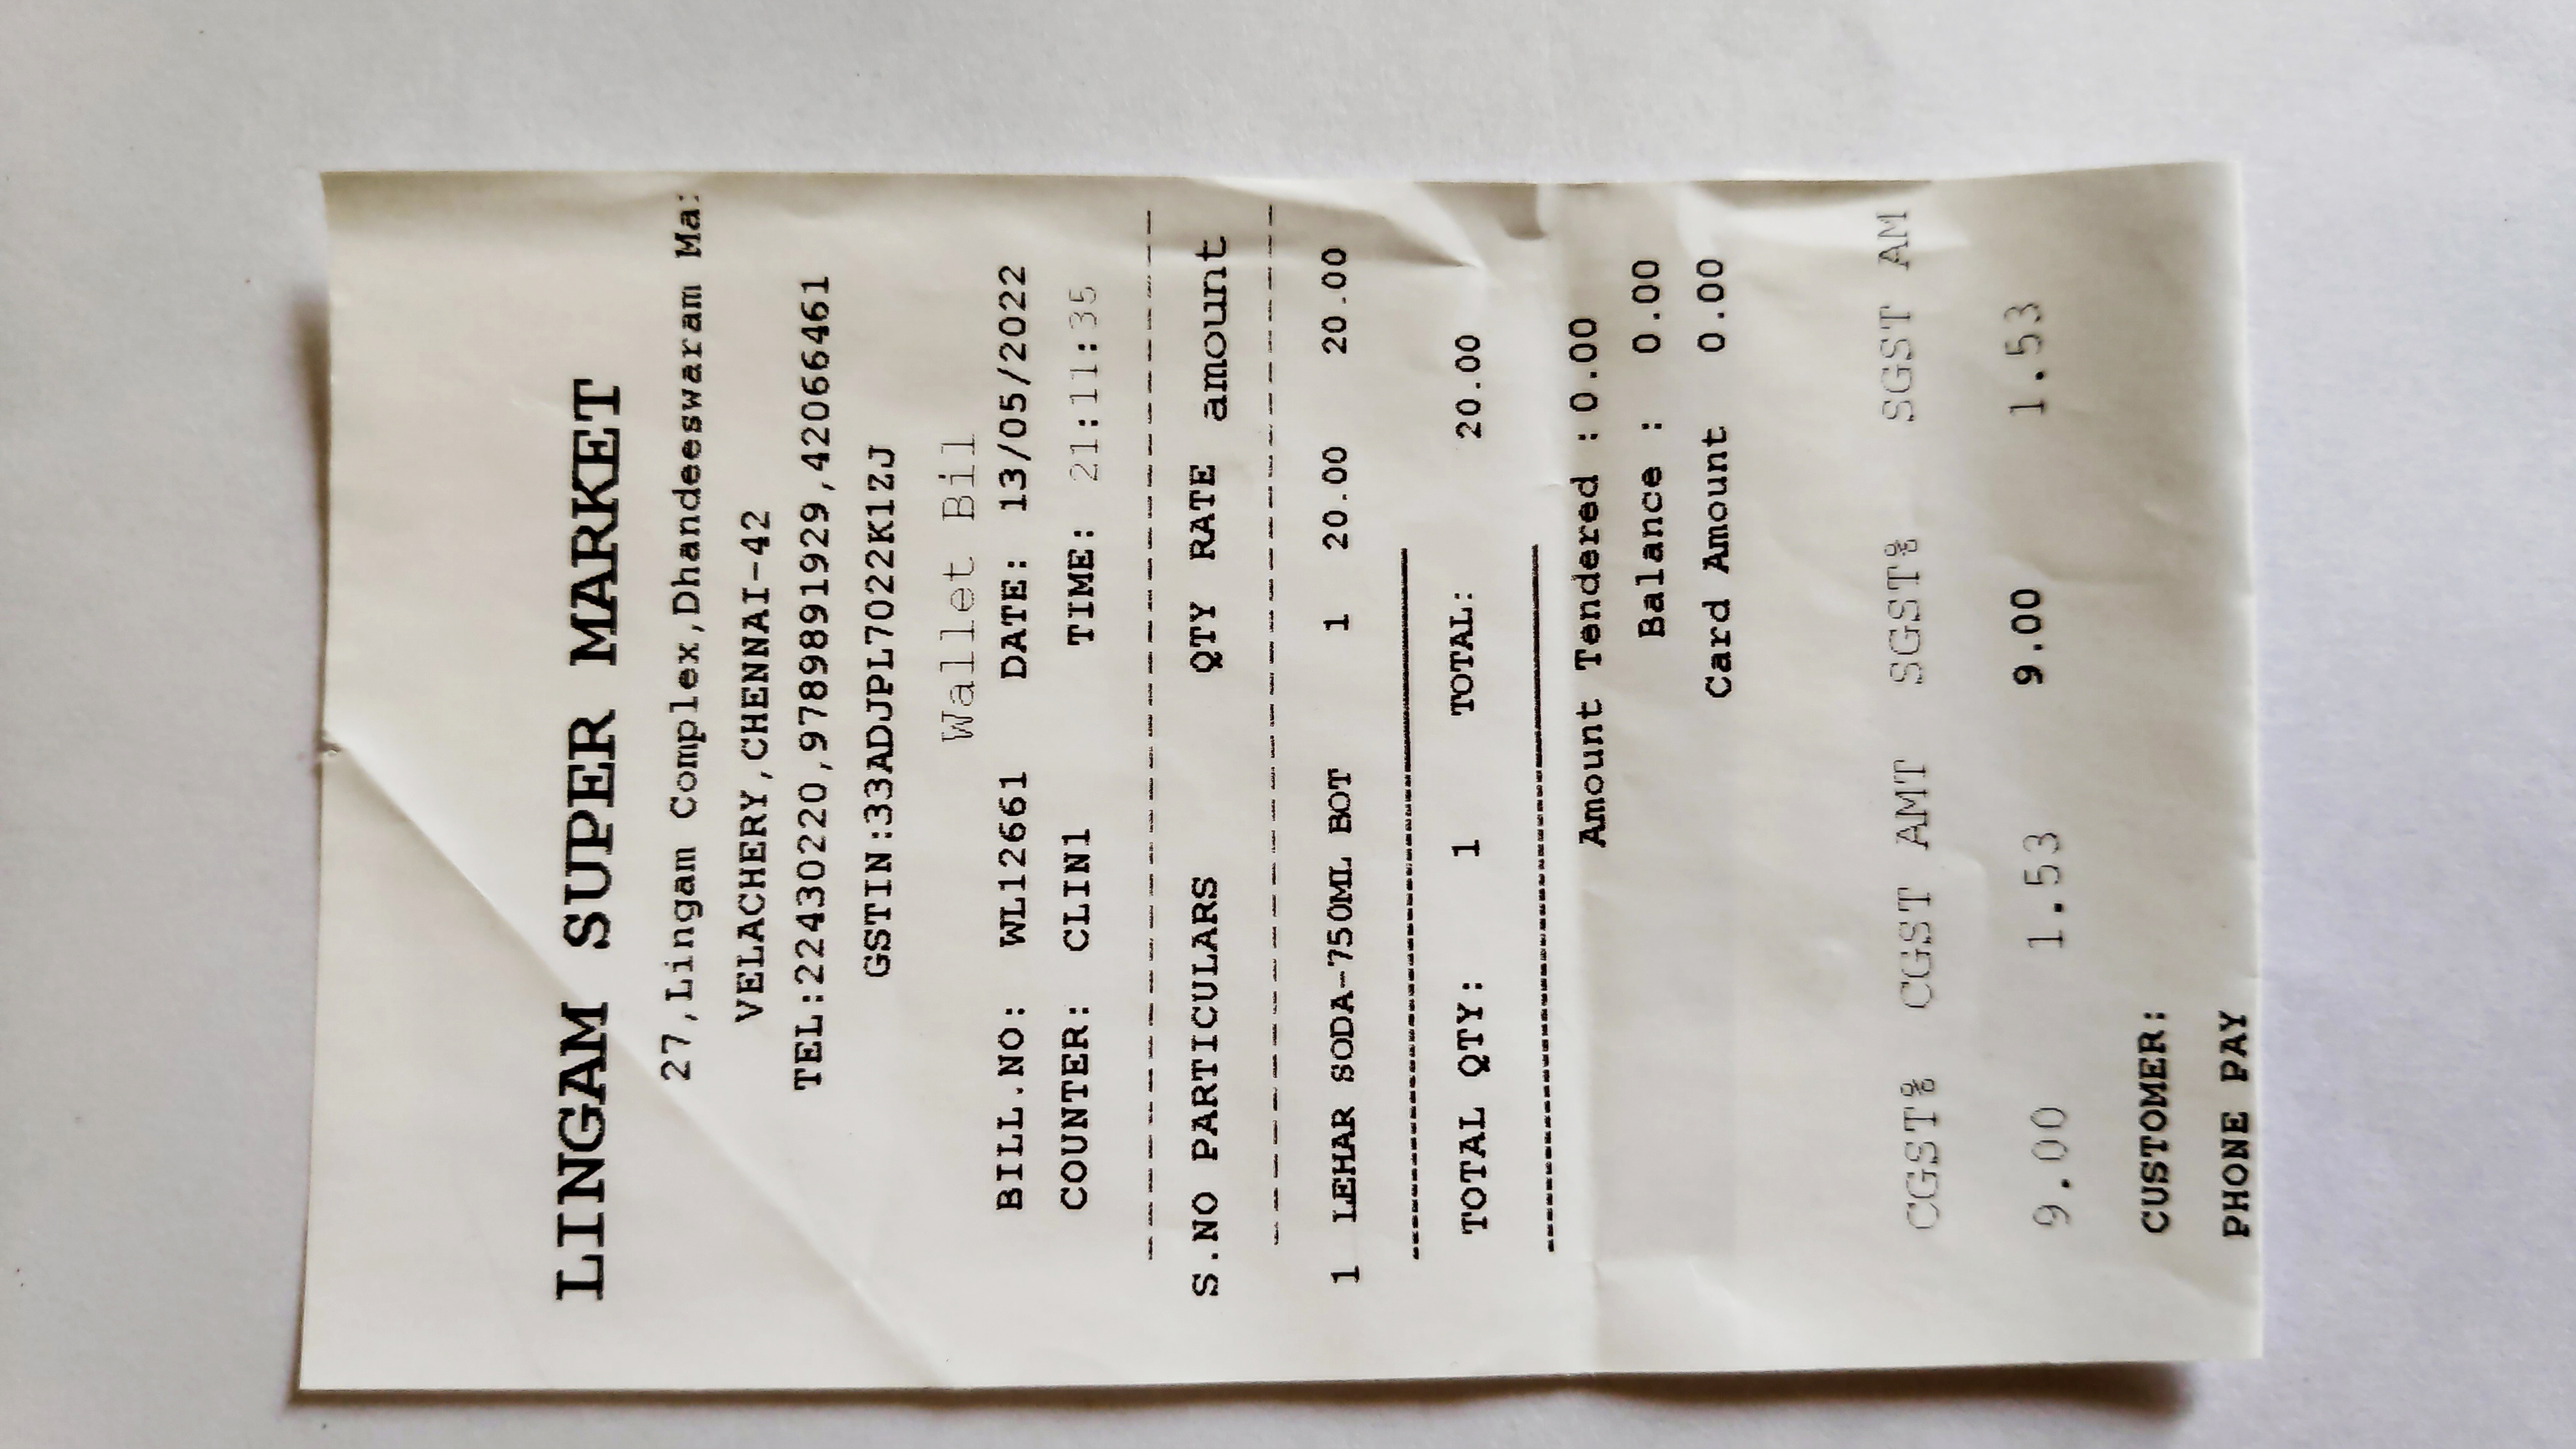 LINGAM SUPER MARKET
27,Lingam Complex,Dhandeeswaram
VELACHERY,CHENNAI-42
TEL:22430220,9789891929,42066461
GSTIN:33ADJPL7022K1ZJ
Wallet Bil
BILL.NO: WL12661 DATE: 13/05/2022
COUNTER: CLIN1 TIME: 21:11:35
S.NO PARTICULARS QTY RATE amount
1 LEHAR SODA-750ML BOT 1 20.00 20.00
TOTAL QTY: 1 TOTAL: 20.00
Amount Tendered : 0.00
Balance : 0.00
Card Amount 0.00
CGST% CGST AMT SGST% SGST AM
9.00 1.53 9.00 1.53
CUSTOMER:
PHONE PAY